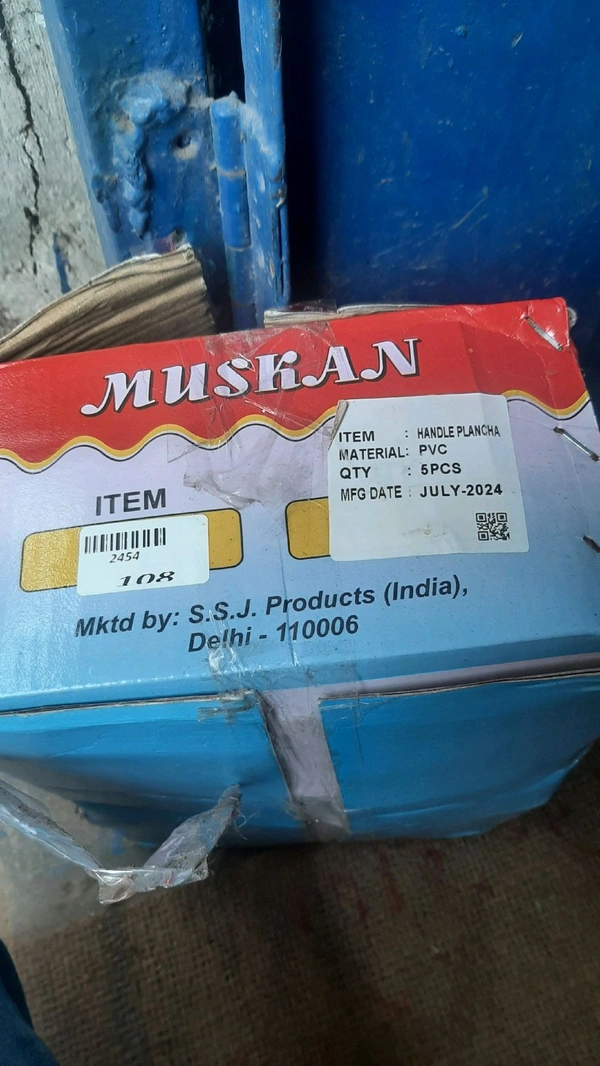 MUSKAN
ITEM : HANDLE PLANCHA
MATERIAL: PVC
QTY : 5PCS
MFG DATE : JULY-2024
ITEM
2454
108
Mktd by: S.S.J. Products (India),
Delhi - 110006